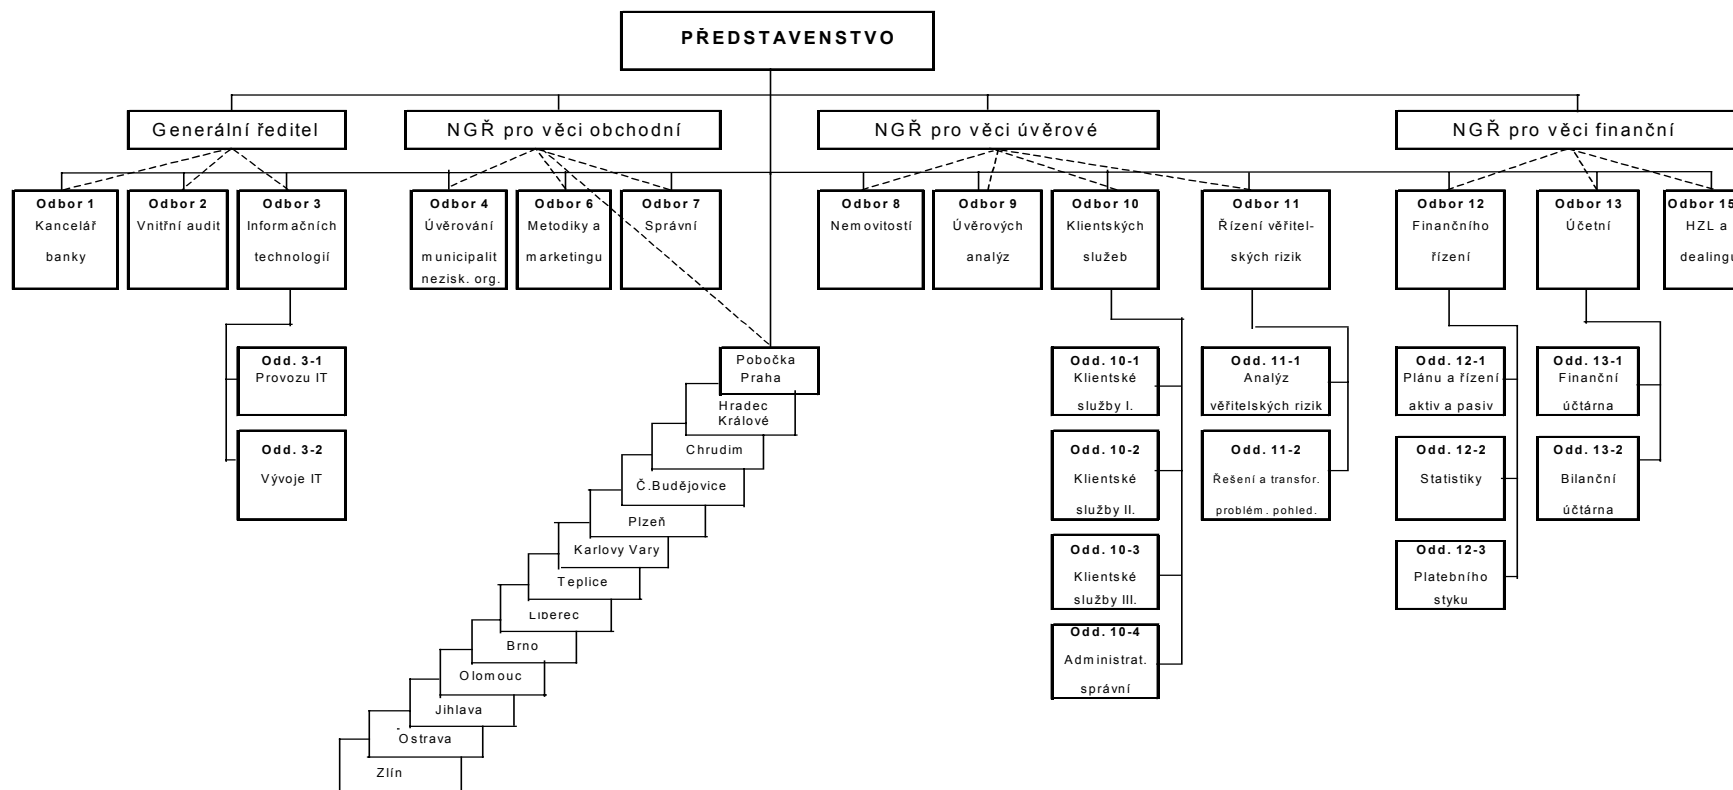 PŘEDSTAVENSTVO
Generální ředitel
NGŘ pro věci obchodní
NGŘ pro věci úvěrové
NGŘ pro věci finanční
Odbor 1
Kancelář
banky
Odbor 2
Vnitřní audit
Odbor 3
Informačních
technologií
Odbor 4
Úvěrování
municipalit
nezisk. org.
Odbor 6
Metodiky a
marketingu
Odbor 7
Správní
Odbor 8
Nemovitostí
Odbor 9
Úvěrových
analýz
Odbor 10
Klientských
služeb
Odbor 11
Řízení věřitel-
ských rizik
Odbor 12
Finančního
řízení
Odbor 13
Účetní
Odbor 15
HZL a
dealingu
Odd. 3-1
Provozu IT
Odd. 3-2
Vývoje IT
Pobočka
Praha
Hradec
Králové
Chrudim
Č.Budějovice
Plzeň
Karlovy Vary
Teplice
Liberec
Brno
Olomouc
Jihlava
Ostrava
Zlín
Odd. 10-1
Klientské
služby I.
Odd. 10-2
Klientské
služby II.
Odd. 10-3
Klientské
služby III.
Odd. 10-4
Administrat.
správní
Odd. 11-1
Analýz
věřitelských rizik
Odd. 11-2
Řešení a transfor.
problém. pohled.
Odd. 12-1
Plánu a řízení
aktiv a pasiv
Odd. 12-2
Statistiky
Odd. 12-3
Platebního
styku
Odd. 13-1
Finanční
účtárna
Odd. 13-2
Bilanční
účtárna